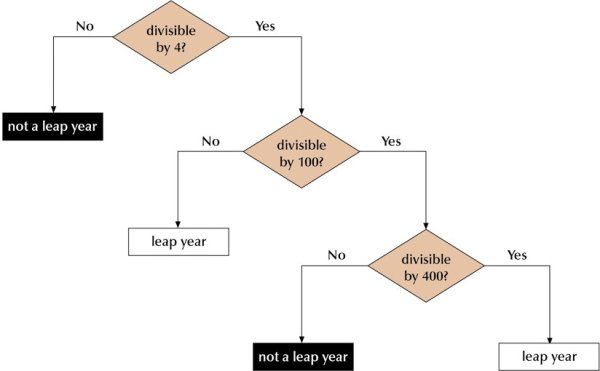 No
divisible
by 4?
Yes
not a leap year
No
divisible
by 100?
Yes
leap year
No
divisible
by 400?
Yes
not a leap year
leap year